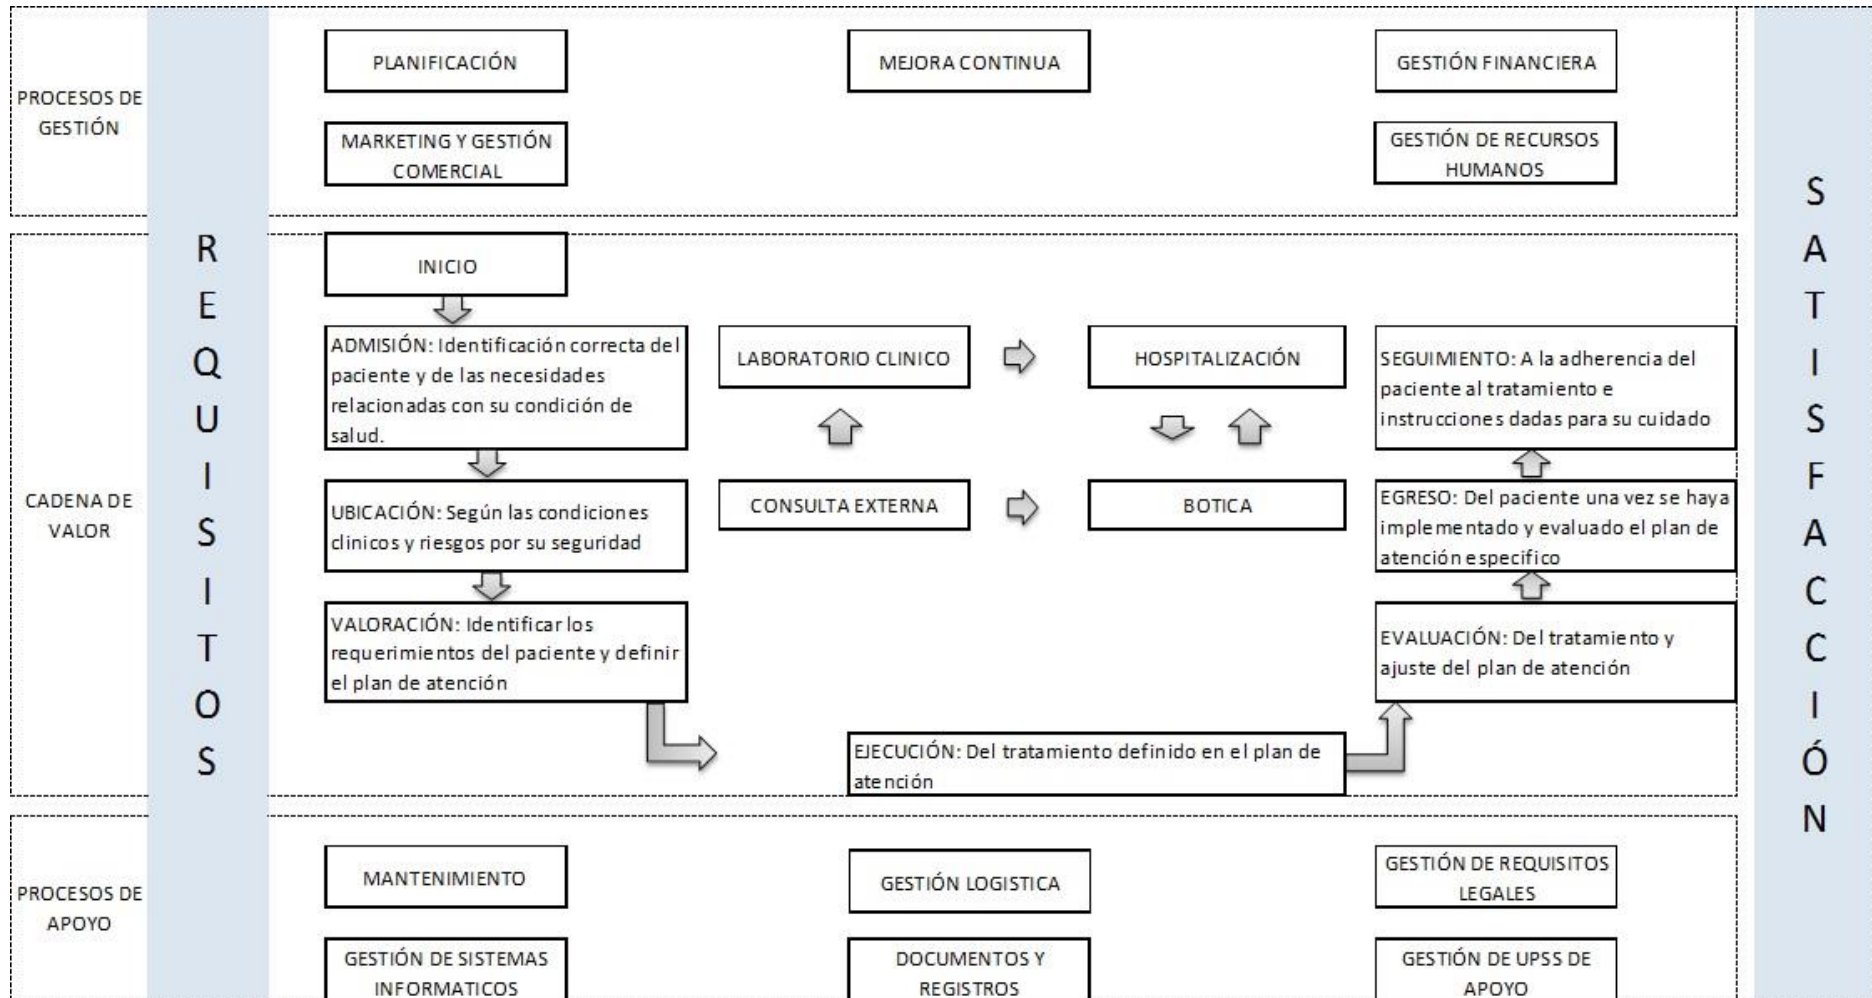 PROCESOS DE
GESTIÓN
PLANIFICACIÓN
MEJORA CONTINUA
GESTIÓN FINANCIERA
MARKETING Y GESTIÓN
COMERCIAL
GESTIÓN DE RECURSOS
HUMANOS
REQUISITOS
CADENA DE
VALOR
INICIO
ADMISIÓN: Identificación correcta del
paciente y de las necesidades
relacionadas con su condición de
salud.
UBICACIÓN: Según las condiciones
clinicos y riesgos por su seguridad
VALORACIÓN: Identificar los
requerimientos del paciente y definir
el plan de atención
LABORATORIO CLINICO
HOSPITALIZACIÓN
CONSULTA EXTERNA
BOTICA
EJECUCIÓN: Del tratamiento definido en el plan de
atención
SEGUIMIENTO: A la adherencia del
paciente al tratamiento e
instrucciones dadas para su cuidado
EGRESO: Del paciente una vez se haya
implementado y evaluado el plan de
atención especifico
EVALUACIÓN: Del tratamiento y
ajuste del plan de atención
SATISFACCIÓN
PROCESOS DE
APOYO
MANTENIMIENTO
GESTIÓN LOGISTICA
GESTIÓN DE REQUISITOS
LEGALES
GESTIÓN DE SISTEMAS
INFORMATICOS
DOCUMENTOS Y
REGISTROS
GESTIÓN DE UPSS DE
APOYO